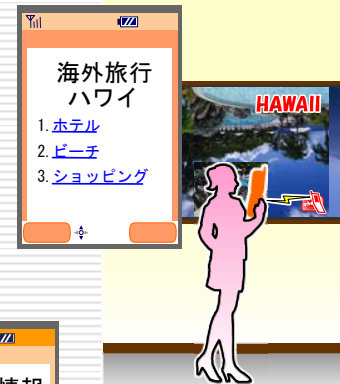 海外旅行
ハワイ
1. ホテル
2. ビーチ
3. ショッピング
HAWAII
情報